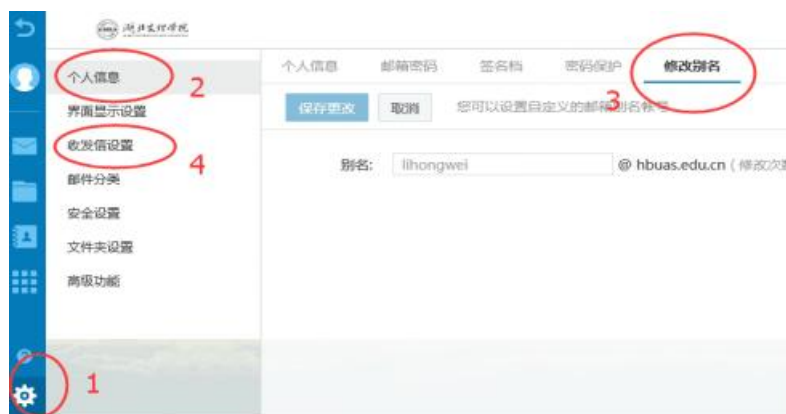 湖北文理学院
个人信息
界面显示设置
收发信设置
邮件分类
安全设置
文件夹设置
高级功能
2
4
1
个人信息 邮箱密码 签名档 密码保护 修改别名
保存更改 取消 您可以设置自定义的邮箱别名帐号
3
别名: lihongwei @ hbuas.edu.cn ( 修改次数